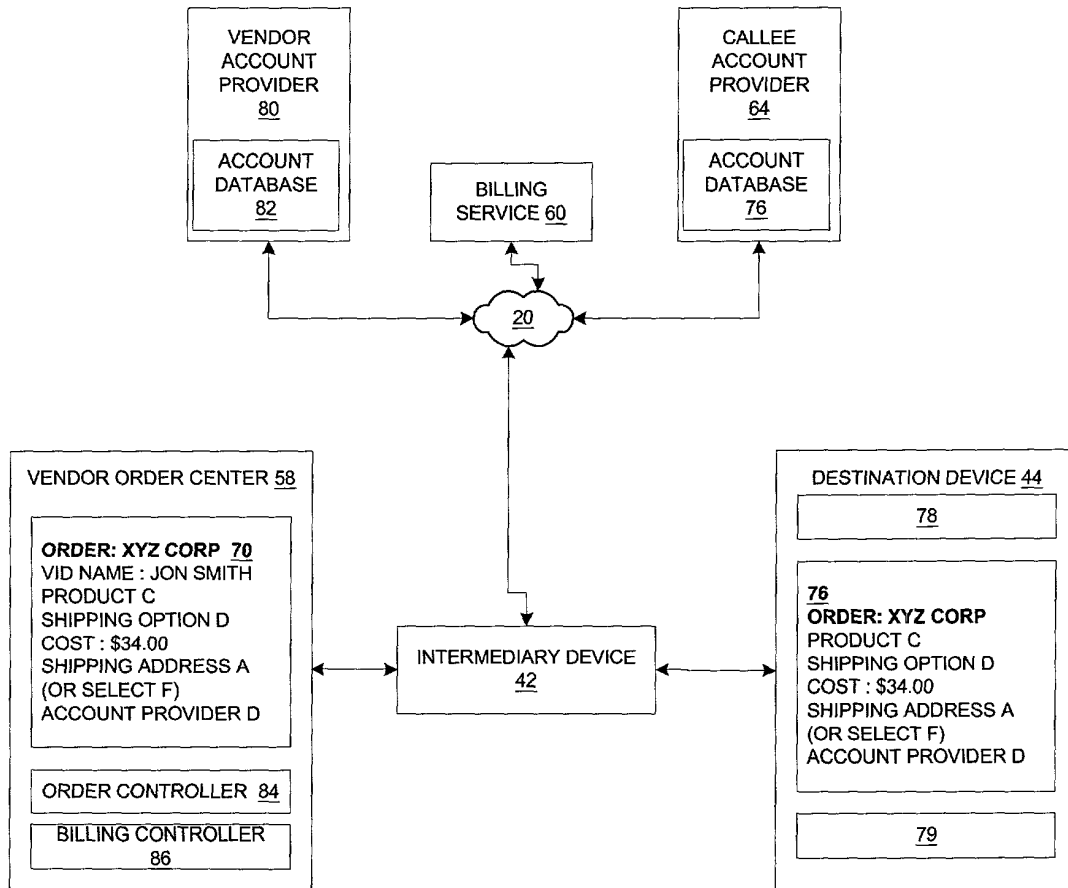 VENDOR
ACCOUNT
PROVIDER
80
ACCOUNT
DATABASE
82
BILLING
SERVICE 60
CALLEE
ACCOUNT
PROVIDER
64
ACCOUNT
DATABASE
76
20
VENDOR ORDER CENTER 58
ORDER: XYZ CORP 70
VID NAME : JON SMITH
PRODUCT C
SHIPPING OPTION D
COST : $34.00
SHIPPING ADDRESS A
(OR SELECT F)
ACCOUNT PROVIDER D
ORDER CONTROLLER 84
BILLING CONTROLLER
86
INTERMEDIARY DEVICE
42
DESTINATION DEVICE 44
78
76
ORDER: XYZ CORP
PRODUCT C
SHIPPING OPTION D
COST : $34.00
SHIPPING ADDRESS A
(OR SELECT F)
ACCOUNT PROVIDER D
79